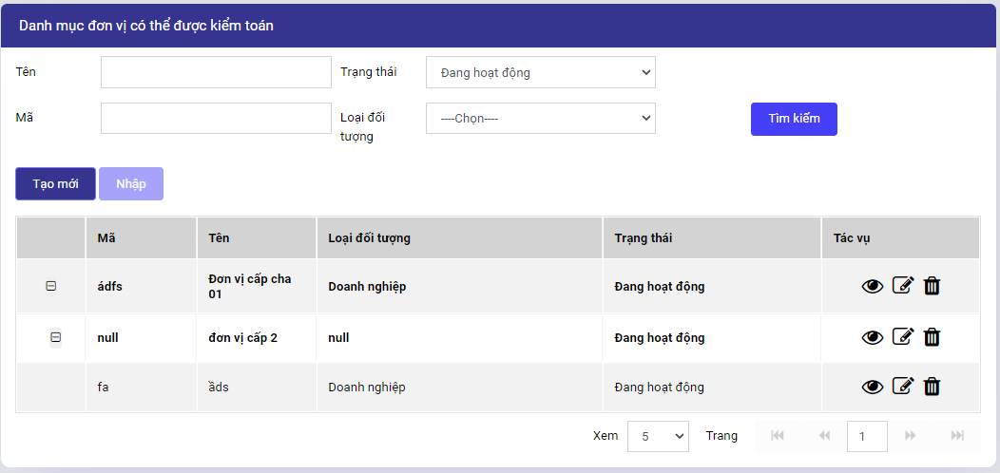 Danh mục đơn vị có thể được kiểm toán
Tên
Trạng thái
Đang hoạt động
Mã
Loại đối
tượng
----Chọn----
Tìm kiếm
Tạo mới
Nhập
Mã
Tên
Loại đối tượng
Trạng thái
Tác vụ
ádfs
Đơn vị cấp cha
01
Doanh nghiệp
Đang hoạt động
null
đơn vị cấp 2
null
Đang hoạt động
fa
ầds
Doanh nghiệp
Đang hoạt động
Xem
5
Trang
1